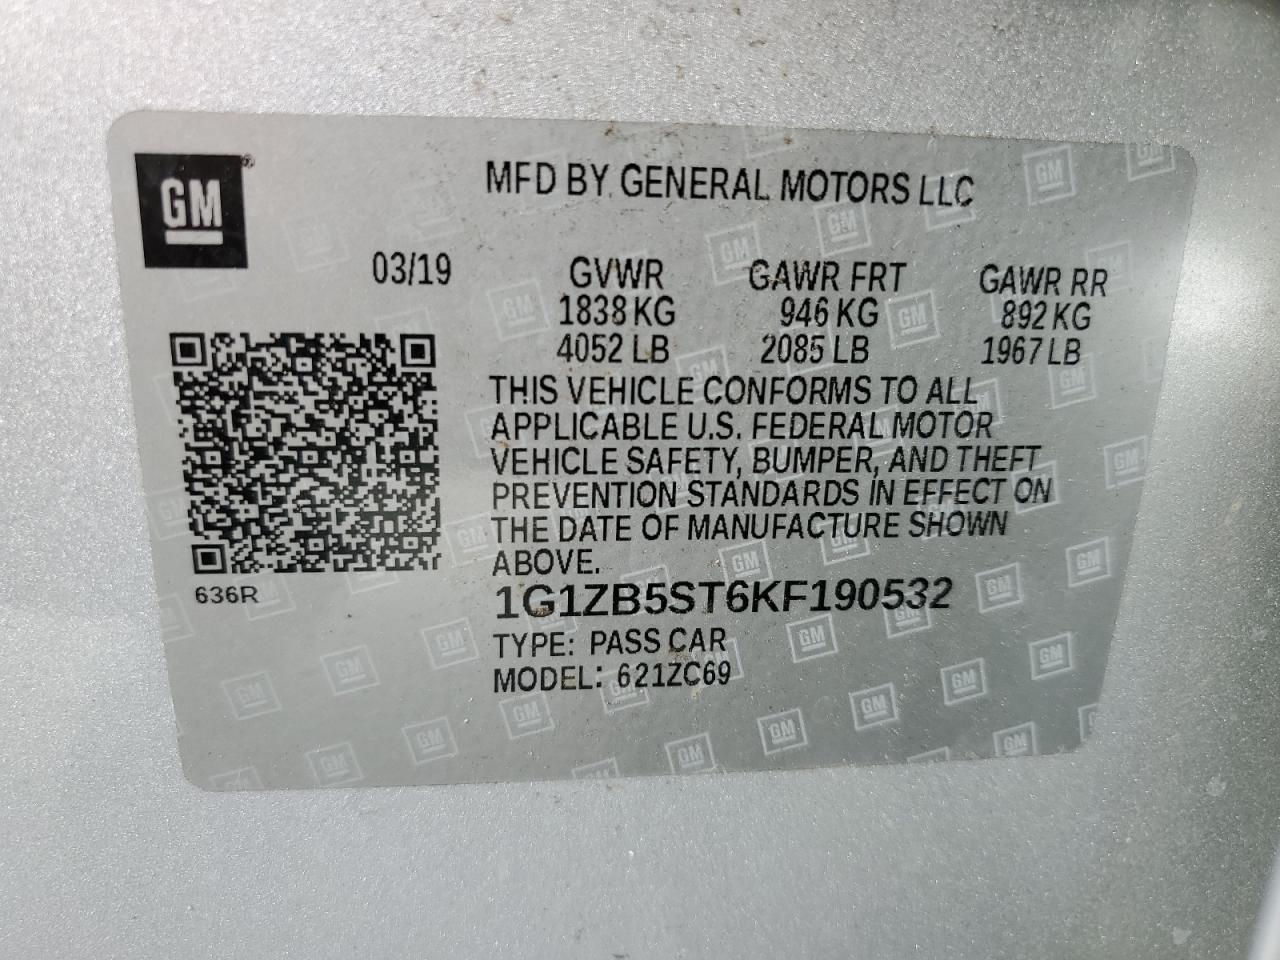 GM
MFD BY GENERAL MOTORS LLC
03/19 GVWR GAWR FRT GAWR RR
1838 KG 946 KG 892 KG
4052 LB 2085 LB 1967 LB
THIS VEHICLE CONFORMS TO ALL
APPLICABLE U.S. FEDERAL MOTOR
VEHICLE SAFETY, BUMPER, AND THEFT
PREVENTION STANDARDS IN EFFECT ON
THE DATE OF MANUFACTURE SHOWN
ABOVE.
636R
1G1ZB5ST6KF190532
TYPE: PASS CAR
MODEL: 621ZC69